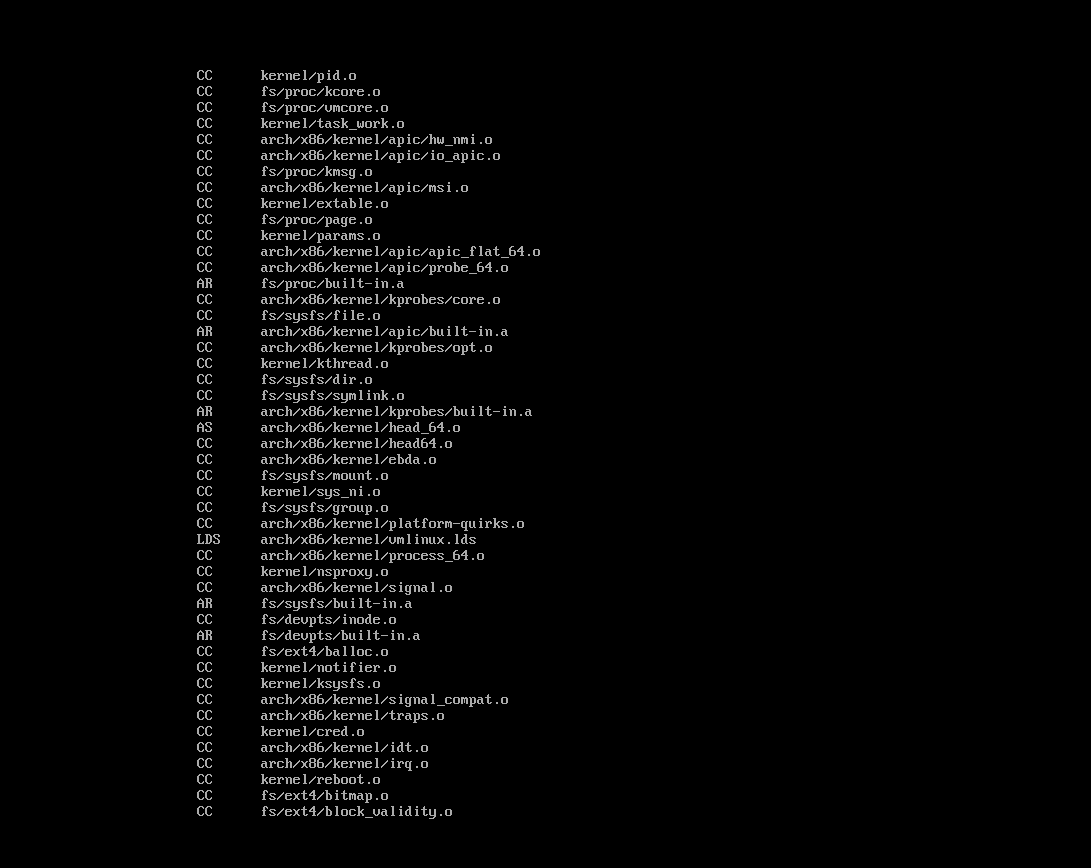 CC      kernel/pid.o
CC      fs/proc/kcore.o
CC      fs/proc/vmcore.o
CC      kernel/task_work.o
CC      arch/x86/kernel/apic/hw_nmi.o
CC      arch/x86/kernel/apic/io_apic.o
CC      fs/proc/kmsg.o
CC      arch/x86/kernel/apic/msi.o
CC      kernel/extable.o
CC      fs/proc/page.o
CC      kernel/params.o
CC      arch/x86/kernel/apic/apic_flat_64.o
CC      arch/x86/kernel/apic/probe_64.o
AR      fs/proc/built-in.a
CC      arch/x86/kernel/kprobes/core.o
CC      fs/sysfs/file.o
AR      arch/x86/kernel/apic/built-in.a
CC      arch/x86/kernel/kprobes/opt.o
CC      kernel/kthread.o
CC      fs/sysfs/dir.o
CC      fs/sysfs/symlink.o
AR      arch/x86/kernel/kprobes/built-in.a
AS      arch/x86/kernel/head_64.o
CC      arch/x86/kernel/head64.o
CC      arch/x86/kernel/ebda.o
CC      fs/sysfs/mount.o
CC      kernel/sys_ni.o
CC      fs/sysfs/group.o
CC      arch/x86/kernel/platform-quirks.o
LDS     arch/x86/kernel/vmlinux.lds
CC      arch/x86/kernel/process_64.o
CC      kernel/nsproxy.o
CC      arch/x86/kernel/signal.o
AR      fs/sysfs/built-in.a
CC      fs/devpts/inode.o
AR      fs/devpts/built-in.a
CC      fs/ext4/balloc.o
CC      kernel/notifier.o
CC      kernel/ksysfs.o
CC      arch/x86/kernel/signal_compat.o
CC      arch/x86/kernel/traps.o
CC      kernel/cred.o
CC      arch/x86/kernel/idt.o
CC      arch/x86/kernel/irq.o
CC      kernel/reboot.o
CC      fs/ext4/bitmap.o
CC      fs/ext4/block_validity.o